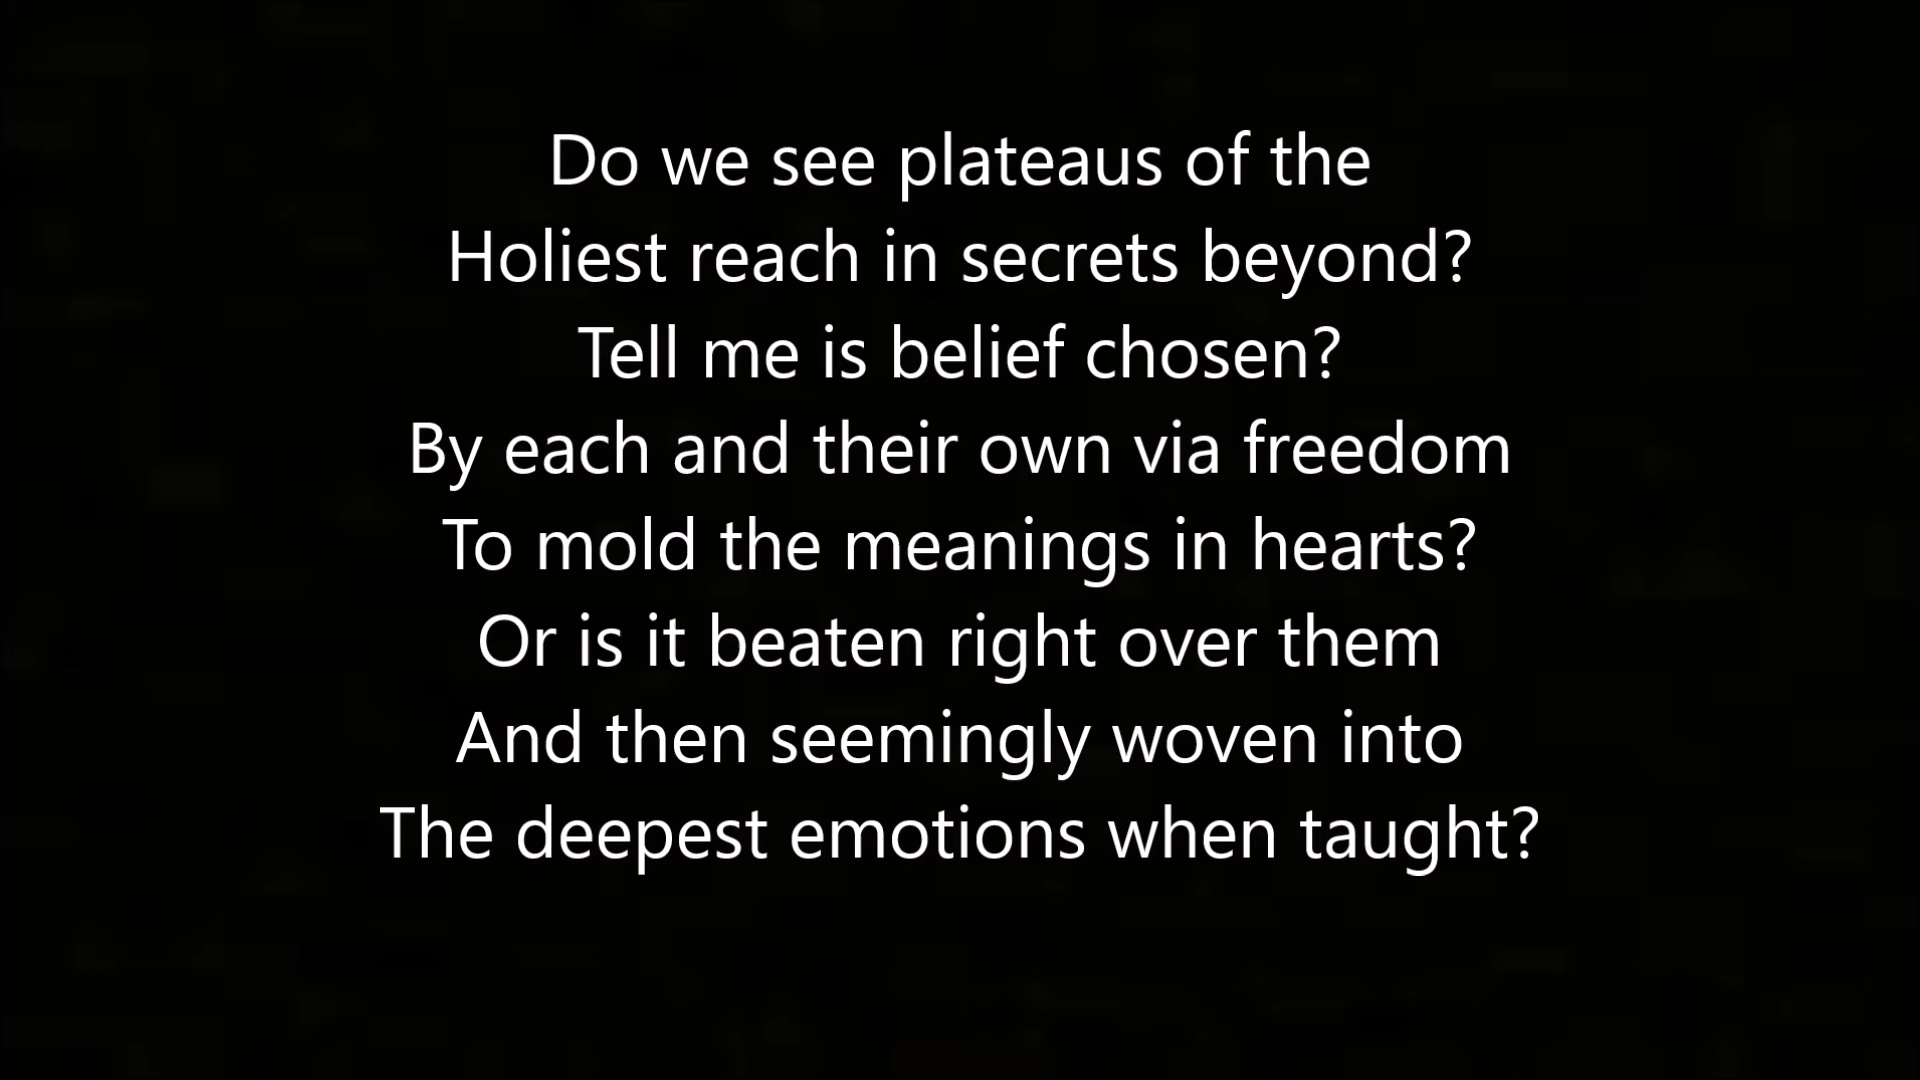 Do we see plateaus of the
Holiest reach in secrets beyond?
Tell me is belief chosen?
By each and their own via freedom
To mold the meanings in hearts?
Or is it beaten right over them
And then seemingly woven into
The deepest emotions when taught?